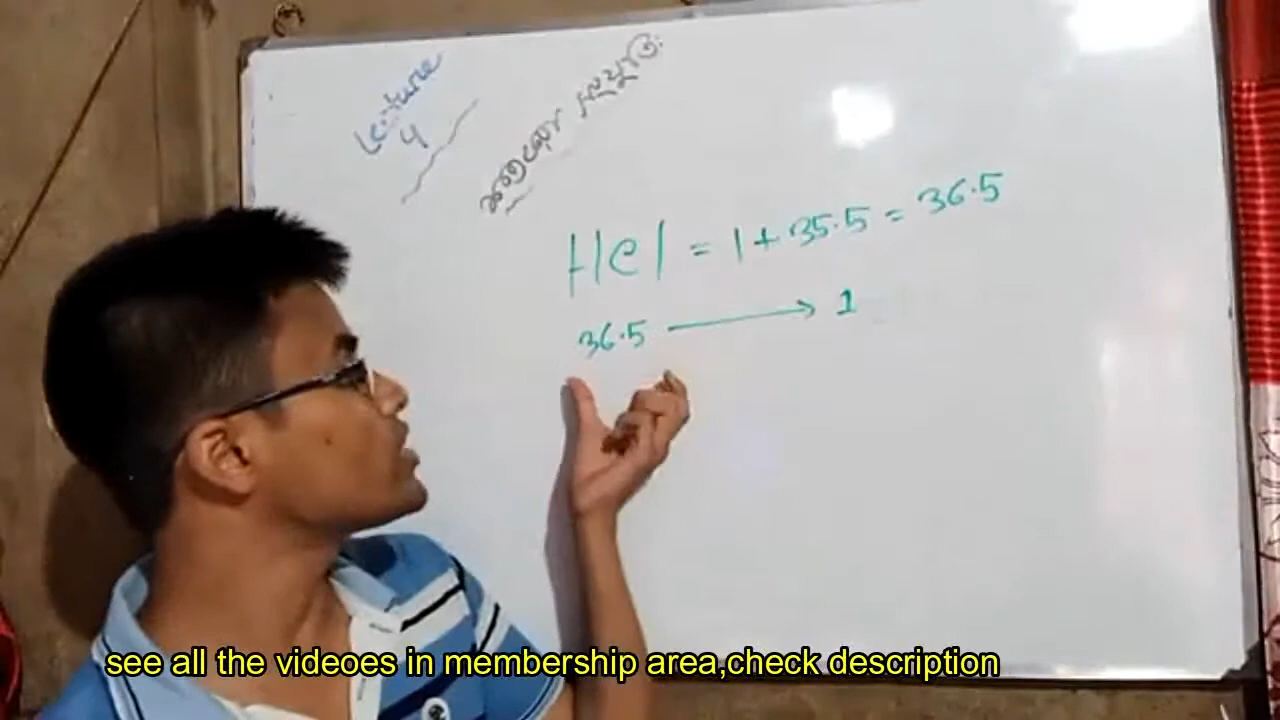 Lecture
4
HCl = 1 + 35.5 = 36.5
36.5 ⟶ 1
see all the videoes in membership area,check description